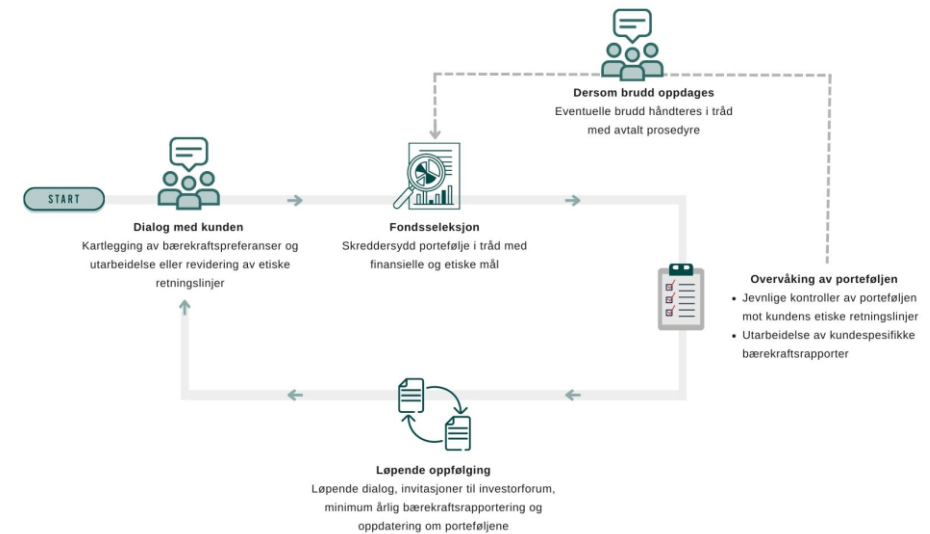 Dersom brudd oppdages
Eventuelle brudd håndteres i tråd
med avtalt prosedyre
START
Dialog med kunden
Kartlegging av bærekraftspreferanser og
utarbeidelse eller revidering av etiske
retningslinjer
Fondsseleksjon
Skreddersydd portefølje i tråd med
finansielle og etiske mål
Overvåking av porteføljen
• Jevnlige kontroller av porteføljen
mot kundens etiske retningslinjer
• Utarbeidelse av kundespesifikke
bærekraftsrapporter
Løpende oppfølging
Løpende dialog, invitasjoner til investorforum,
minimum årlig bærekraftsrapportering og
oppdatering om porteføljene